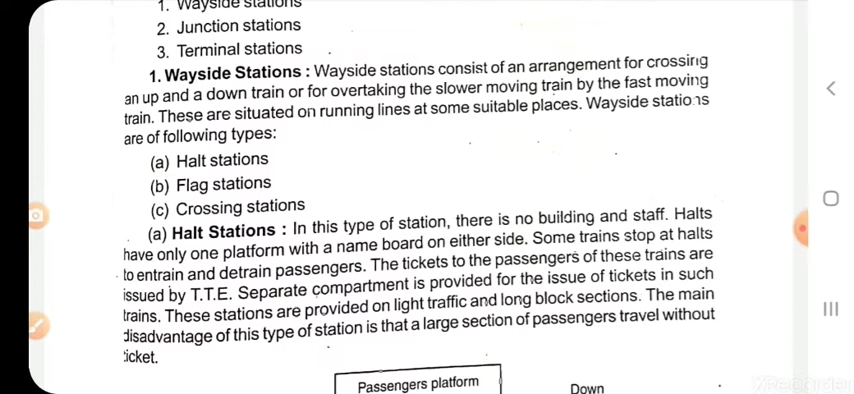 1. Wayside stations
2. Junction stations
3. Terminal stations
1. Wayside Stations : Wayside stations consist of an arrangement for crossing
an up and a down train or for overtaking the slower moving train by the fast moving
train. These are situated on running lines at some suitable places. Wayside stations
are of following types:
(a) Halt stations
(b) Flag stations
(c) Crossing stations
(a) Halt Stations : In this type of station, there is no building and staff. Halts
have only one platform with a name board on either side. Some trains stop at halts
to entrain and detrain passengers. The tickets to the passengers of these trains are
issued by T.T.E. Separate compartment is provided for the issue of tickets in such
trains. These stations are provided on light traffic and long block sections. The main
disadvantage of this type of station is that a large section of passengers travel without
ticket.
Passengers platform
Down
XRecorder